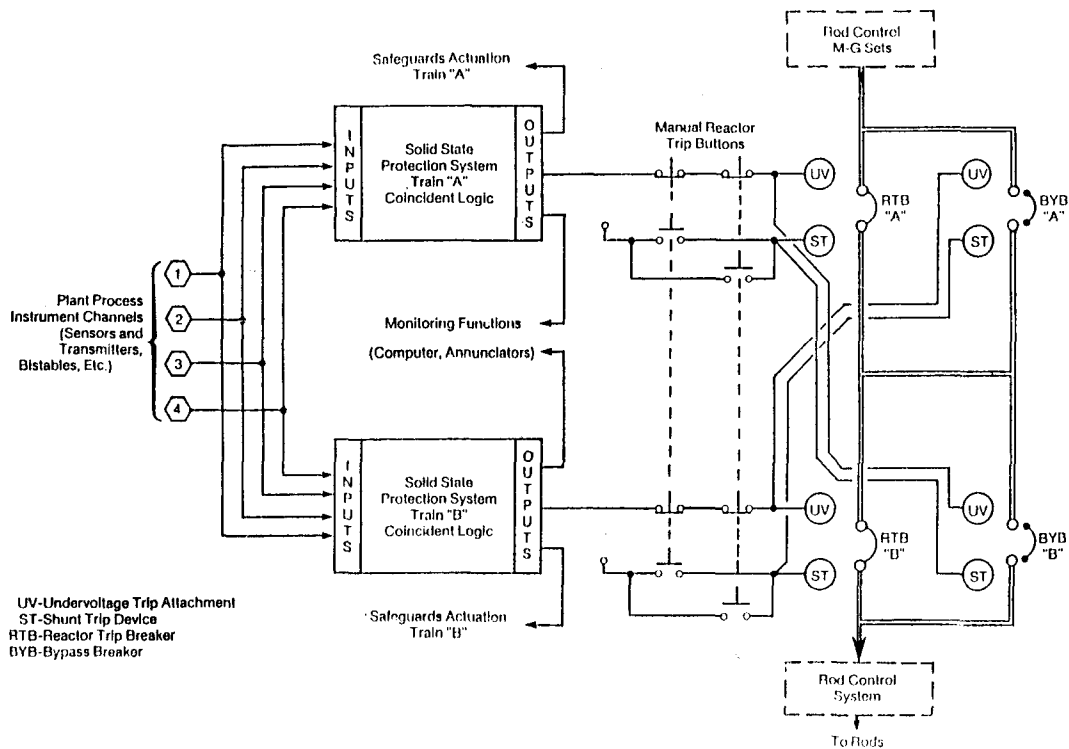 Rod Control
M-G Sets
Safeguards Actuation
Train "A"
INPUTS
Solid State
Protection System
Train "A"
Coincident Logic
OUTPUTS
Manual Reactor
Trip Buttons
UV
ST
RTB
"A"
UV
ST
BYB
"A"
Plant Process
Instrument Channels
(Sensors and
Transmitters,
Bistables, Etc.)
1
2
3
4
Monitoring Functions
(Computer, Annunciators)
INPUTS
Solid State
Protection System
Train "B"
Coincident Logic
OUTPUTS
UV
ST
RTB
"B"
UV
ST
BYB
"B"
Safeguards Actuation
Train "B"
UV-Undervoltage Trip Attachment
ST-Shunt Trip Device
RTB-Reactor Trip Breaker
BYB-Bypass Breaker
Rod Control
System
To Rods